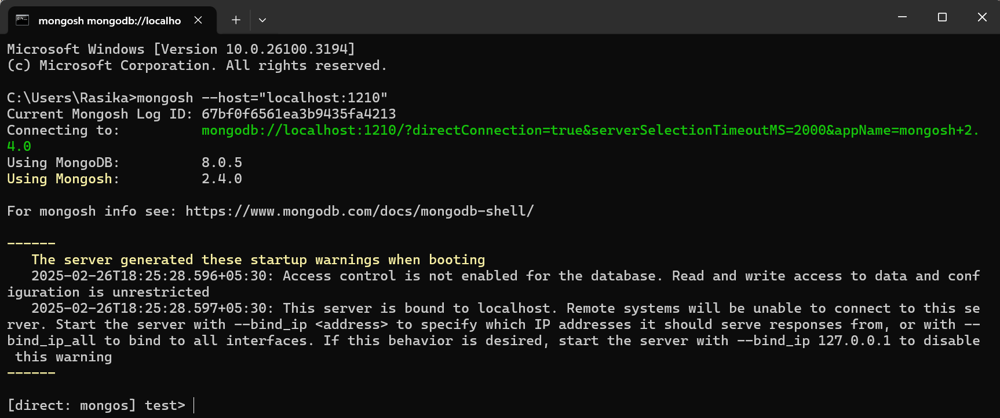 mongosh mongodb://localho
Microsoft Windows [Version 10.0.26100.3194]
(c) Microsoft Corporation. All rights reserved.
C:\Users\Rasika>mongosh --host="localhost:1210"
Current Mongosh Log ID: 67bf0f6561ea3b9435fa4213
Connecting to:          mongodb://localhost:1210/?directConnection=true&serverSelectionTimeoutMS=2000&appName=mongosh+2.
4.0
Using MongoDB:          8.0.5
Using Mongosh:          2.4.0
For mongosh info see: https://www.mongodb.com/docs/mongodb-shell/
------
   The server generated these startup warnings when booting
   2025-02-26T18:25:28.596+05:30: Access control is not enabled for the database. Read and write access to data and conf
iguration is unrestricted
   2025-02-26T18:25:28.597+05:30: This server is bound to localhost. Remote systems will be unable to connect to this se
rver. Start the server with --bind_ip <address> to specify which IP addresses it should serve responses from, or with --
bind_ip_all to bind to all interfaces. If this behavior is desired, start the server with --bind_ip 127.0.0.1 to disable
 this warning
------
[direct: mongos] test>